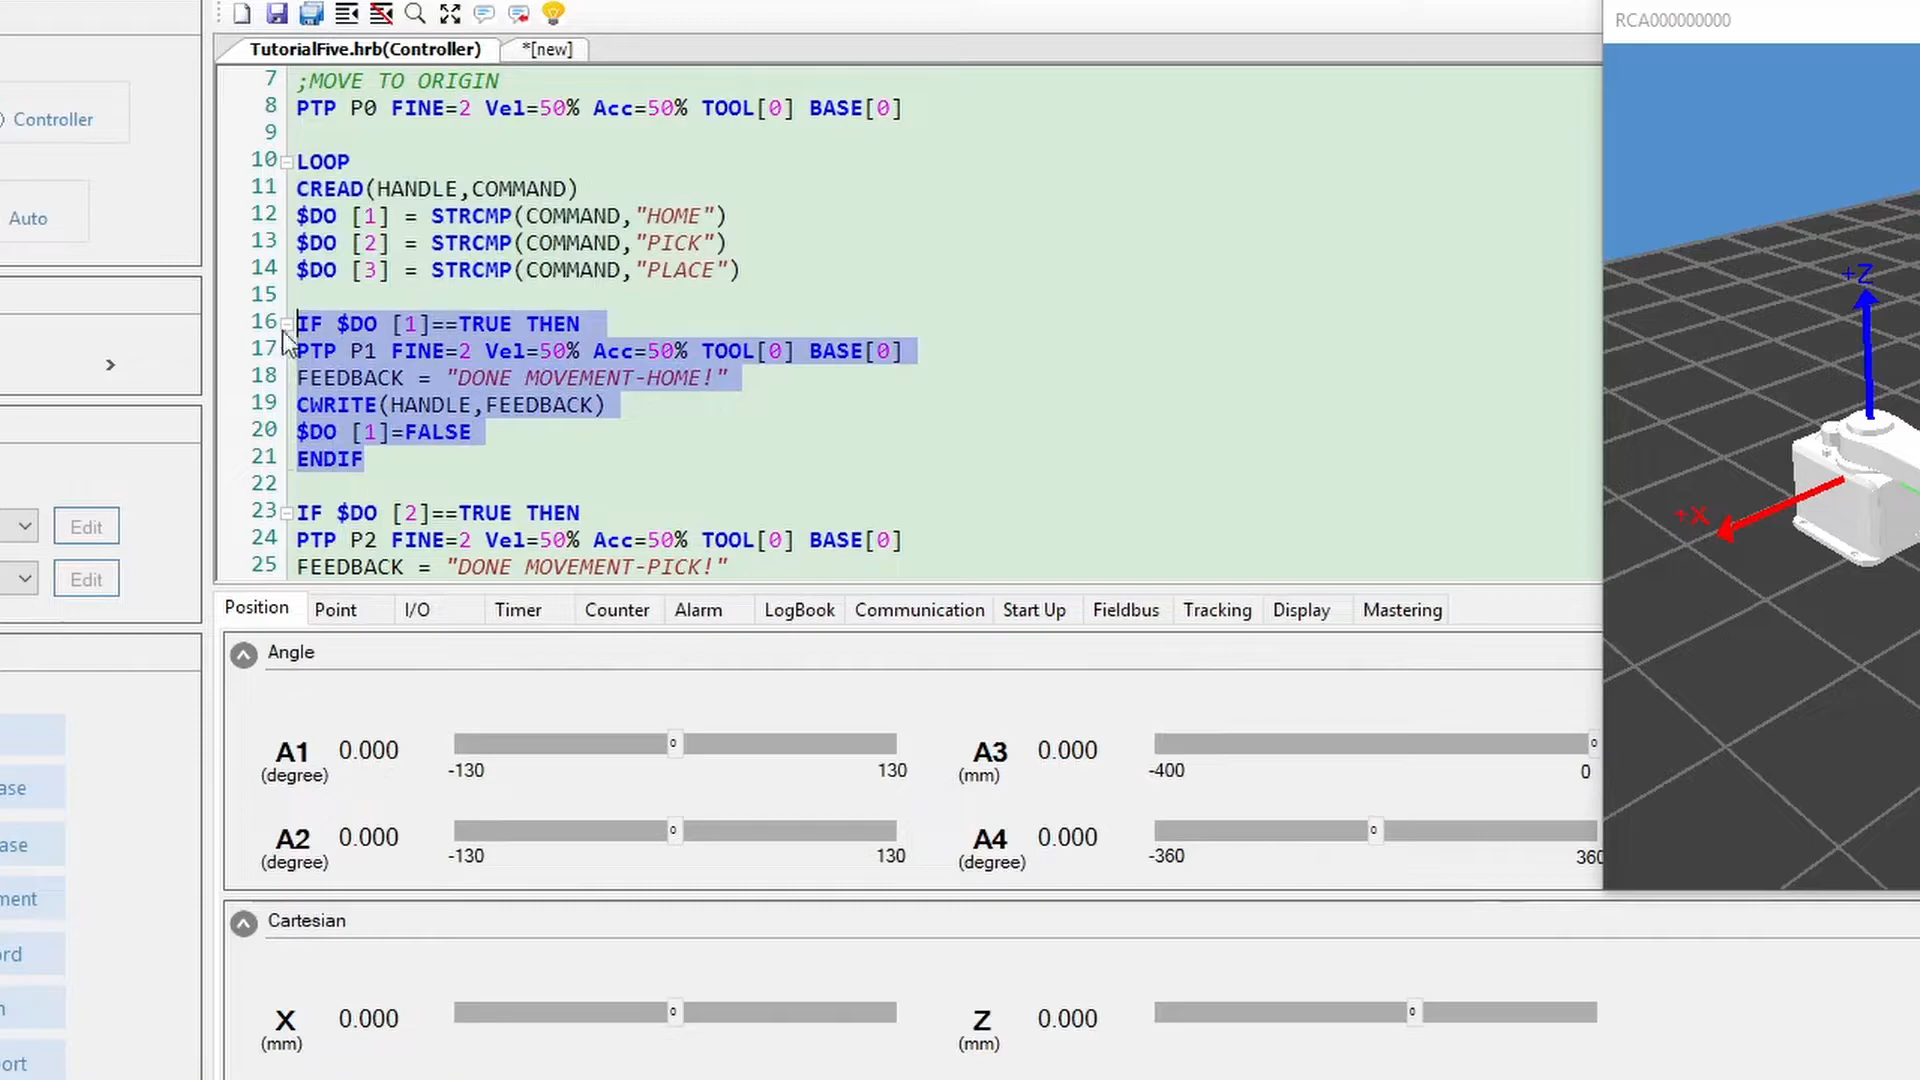 RCA000000000
TutorialFive.hrb(Controller)
*[new]
7 ;MOVE TO ORIGIN
8 PTP P0 FINE=2 Vel=50% Acc=50% TOOL[0] BASE[0]
9
10 LOOP
11 CREAD(HANDLE,COMMAND)
12 $DO [1] = STRCMP(COMMAND,"HOME")
13 $DO [2] = STRCMP(COMMAND,"PICK")
14 $DO [3] = STRCMP(COMMAND,"PLACE")
15
16 IF $DO [1]==TRUE THEN
17 PTP P1 FINE=2 Vel=50% Acc=50% TOOL[0] BASE[0]
18 FEEDBACK = "DONE MOVEMENT-HOME!"
19 CWRITE(HANDLE,FEEDBACK)
20 $DO [1]=FALSE
21 ENDIF
22
23 IF $DO [2]==TRUE THEN
24 PTP P2 FINE=2 Vel=50% Acc=50% TOOL[0] BASE[0]
25 FEEDBACK = "DONE MOVEMENT-PICK!"
Controller
Auto
Edit
Edit
ase
ase
ment
ord
n
ort
+Z
+X
Position Point I/O Timer Counter Alarm LogBook Communication Start Up Fieldbus Tracking Display Mastering
Angle
A1 0.000
(degree) -130 130
A3 0.000
(mm) -400 0
A2 0.000
(degree) -130 130
A4 0.000
(degree) -360 360
Cartesian
X 0.000
(mm)
Z 0.000
(mm)